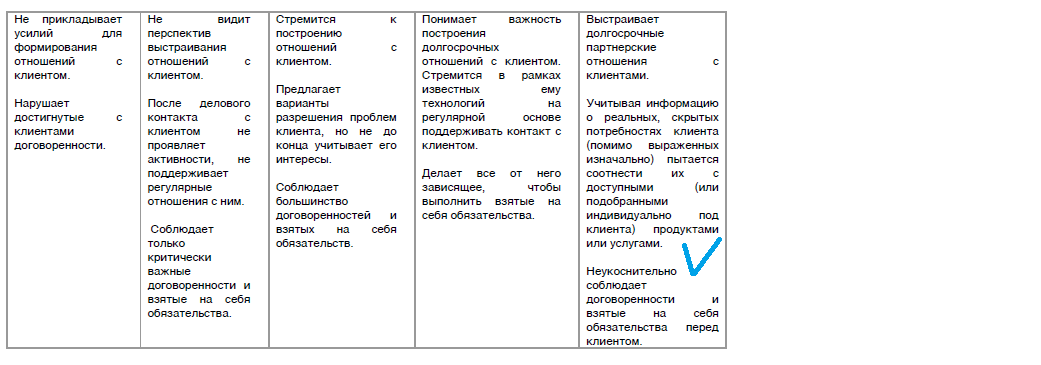 Не прикладывает
усилий для
формирования
отношений с
клиентом.
Нарушает
достигнутые с
клиентами
договоренности.
Не видит
перспектив
выстраивания
отношений с
клиентом.
После делового
контакта с
клиентом не
проявляет
активности, не
поддерживает
регулярные
отношения с ним.
Соблюдает
только
критически
важные
договоренности и
взятые на себя
обязательства.
Стремится к
построению
отношений с
клиентом.
Предлагает
варианты
разрешения проблем
клиента, но не до
конца учитывает его
интересы.
Соблюдает
большинство
договоренностей и
взятых на себя
обязательств.
Понимает важность
построения
долгосрочных
отношений с клиентом.
Стремится в рамках
известных ему
технологий на
регулярной основе
поддерживать контакт с
клиентом.
Делает все от него
зависящее, чтобы
выполнить взятые на
себя обязательства.
Выстраивает
долгосрочные
партнерские
отношения с
клиентами.
Учитывая информацию
о реальных, скрытых
потребностях клиента
(помимо выраженных
изначально) пытается
соотнести их с
доступными (или
подобранными
индивидуально под
клиента) продуктами
или услугами.
Неукоснительно
соблюдает
договоренности и
взятые на себя
обязательства перед
клиентом.